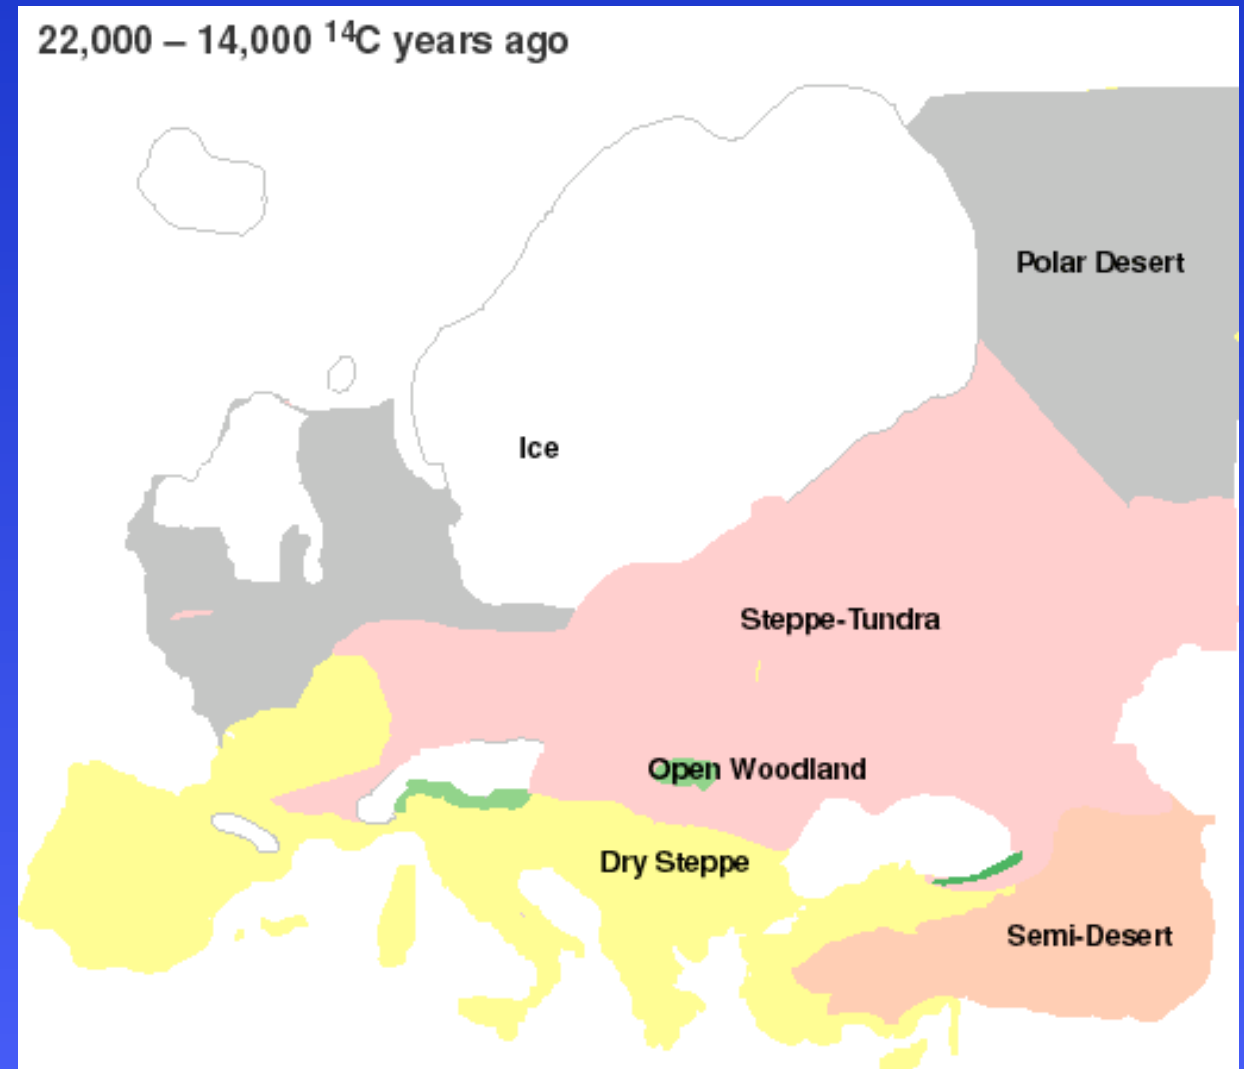 22,000 – 14,000 ¹⁴C years ago
Polar Desert
Ice
Steppe-Tundra
Open Woodland
Dry Steppe
Semi-Desert